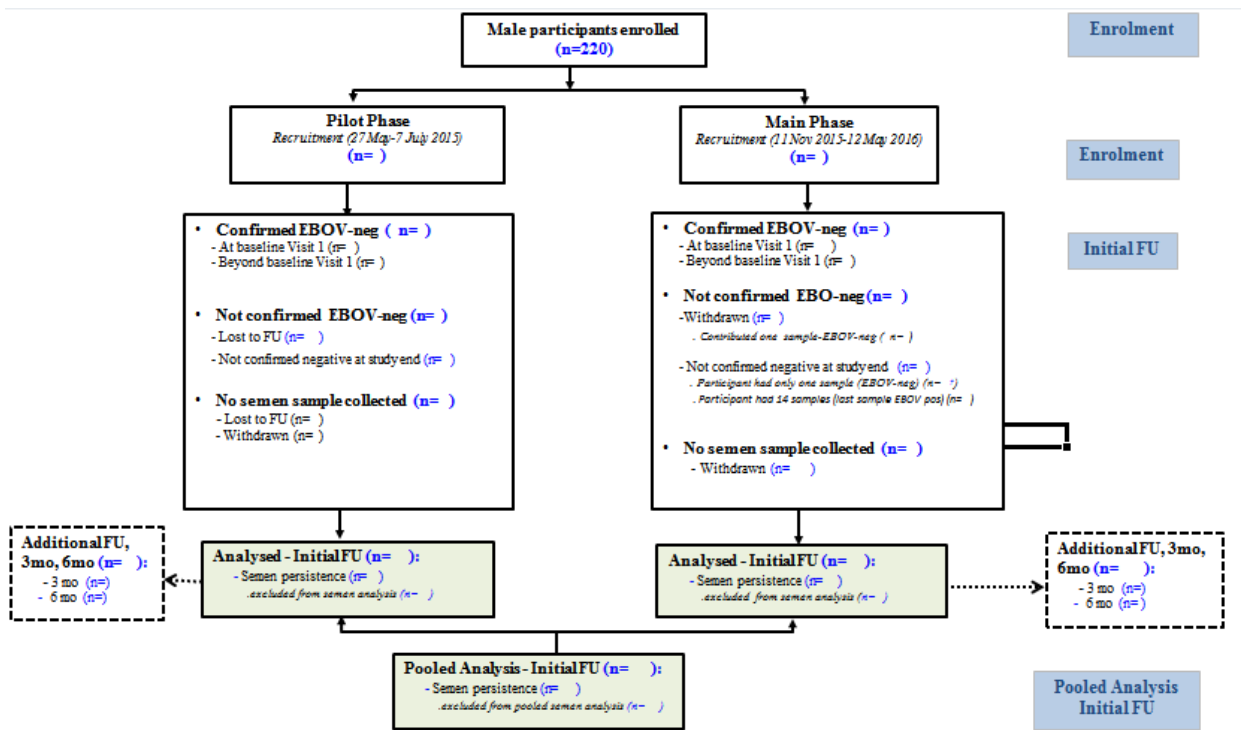 Male participants enrolled
(n=220)
Enrolment
Pilot Phase
Recruitment (27 May-7 July 2015)
(n= )
Main Phase
Recruitment (11 Nov 2015-12 May 2016)
(n= )
Enrolment
• Confirmed EBOV-neg ( n= )
- At baseline Visit 1 (n= )
- Beyond baseline Visit 1 (n= )
• Not confirmed EBOV-neg (n= )
- Lost to FU (n= )
- Not confirmed negative at study end (n= )
• No semen sample collected (n= )
- Lost to FU (n= )
- Withdrawn (n= )
• Confirmed EBOV-neg (n= )
- At baseline Visit 1 (n= )
- Beyond baseline Visit 1 (n= )
• Not confirmed EBO-neg (n= )
-Withdrawn (n= )
. Contributed one sample-EBOV-neg ( n= )
- Not confirmed negative at study end (n= )
. Participant had only one sample (EBOV-neg) (n= )
. Participant had 14 samples (last sample EBOV pos) (n= )
• No semen sample collected (n= )
- Withdrawn (n= )
Initial FU
Additional FU,
3mo, 6mo (n= ):
- 3 mo (n=)
- 6 mo (n=)
Analysed - Initial FU (n= ):
- Semen persistence (n= )
.excluded from semen analysis (n= )
Analysed - Initial FU (n= ):
- Semen persistence (n= )
.excluded from semen analysis (n= )
Additional FU, 3mo,
6mo (n= ):
- 3 mo (n=)
- 6 mo (n=)
Pooled Analysis - Initial FU (n= ):
- Semen persistence (n= )
.excluded from pooled semen analysis (n= )
Pooled Analysis
Initial FU